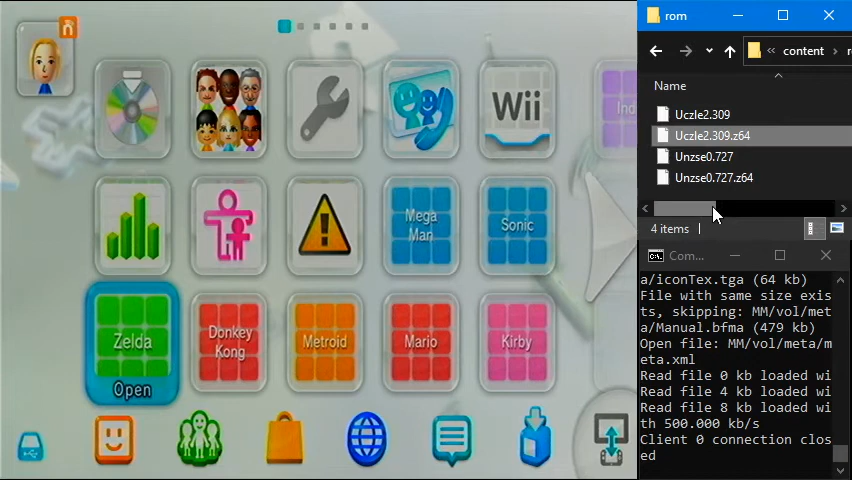 n
Wii
Ind
Mega
Man
Sonic
Zelda
Open
Donkey
Kong
Metroid
Mario
Kirby
rom
content
Name
Uczle2.309
Uczle2.309.z64
Unzse0.727
Unzse0.727.z64
4 items
Com...
a/iconTex.tga (64 kb)
File with same size exis
ts, skipping: MM/vol/met
a/Manual.bfma (479 kb)
Open file: MM/vol/meta/m
eta.xml
Read file 0 kb loaded wi
Read file 4 kb loaded wi
Read file 8 kb loaded wi
th 500.000 kb/s
Client 0 connection clos
ed